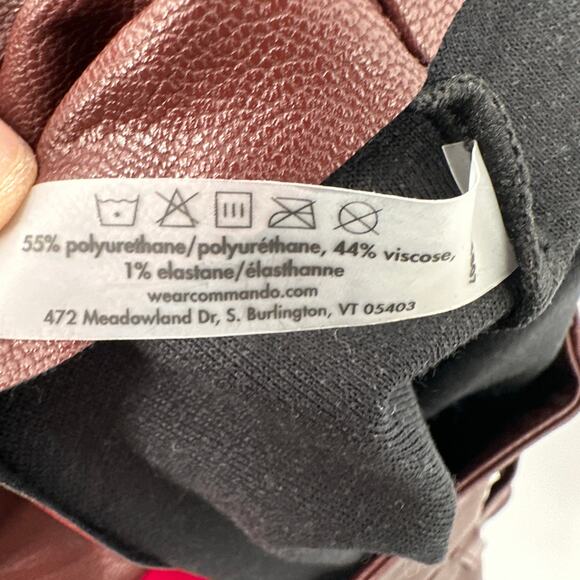 55% polyurethane/polyuréthane, 44% viscose,
1% elastane/élasthanne
wearcommando.com
472 Meadowland Dr, S. Burlington, VT 05403